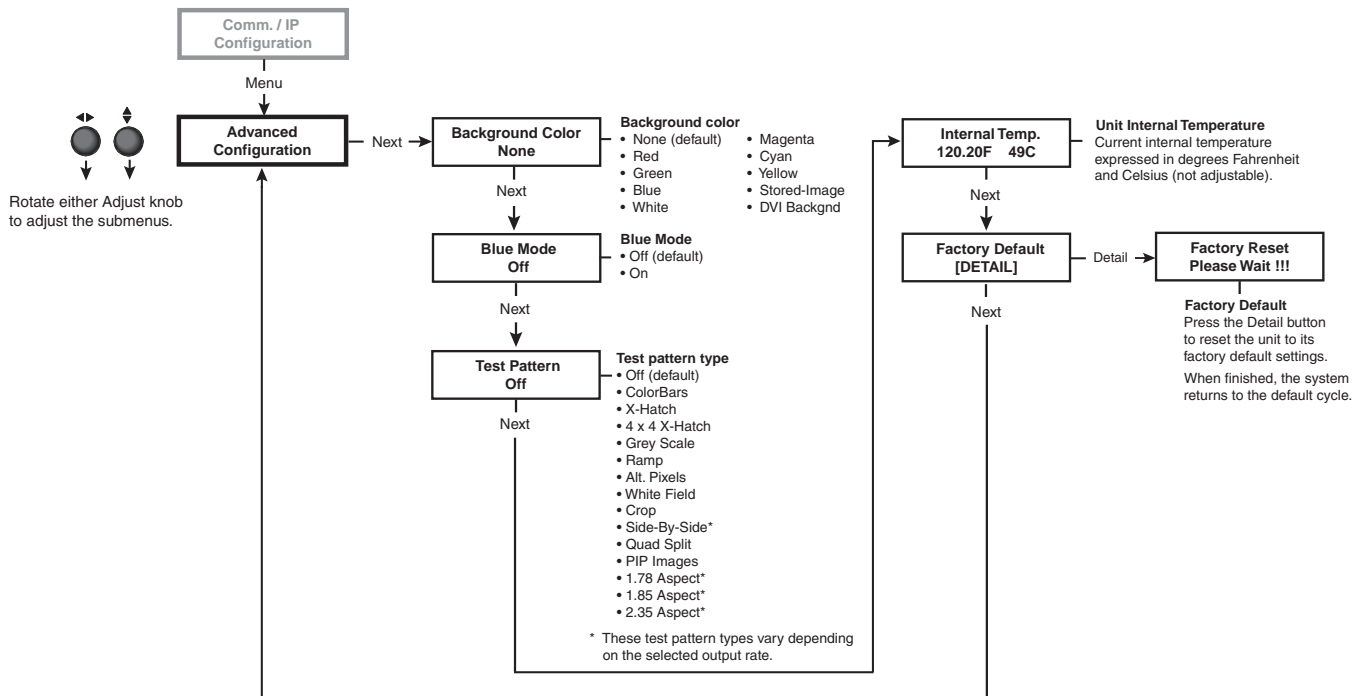 Comm. / IP
Configuration
Menu
Advanced
Configuration
Rotate either Adjust knob
to adjust the submenus.
Next
Background Color
None
Background color
• None (default)
• Red
• Green
• Blue
• White
• Magenta
• Cyan
• Yellow
• Stored-Image
• DVI Backgnd
Next
Blue Mode
Off
Blue Mode
• Off (default)
• On
Next
Test Pattern
Off
Test pattern type
• Off (default)
• ColorBars
• X-Hatch
• 4 x 4 X-Hatch
• Grey Scale
• Ramp
• Alt. Pixels
• White Field
• Crop
• Side-By-Side*
• Quad Split
• PIP Images
• 1.78 Aspect*
• 1.85 Aspect*
• 2.35 Aspect*
* These test pattern types vary depending
on the selected output rate.
Next
Internal Temp.
120.20F 49C
Unit Internal Temperature
Current internal temperature
expressed in degrees Fahrenheit
and Celsius (not adjustable).
Next
Factory Default
[DETAIL]
Detail
Factory Reset
Please Wait !!!
Next
Factory Default
Press the Detail button
to reset the unit to its
factory default settings.
When finished, the system
returns to the default cycle.